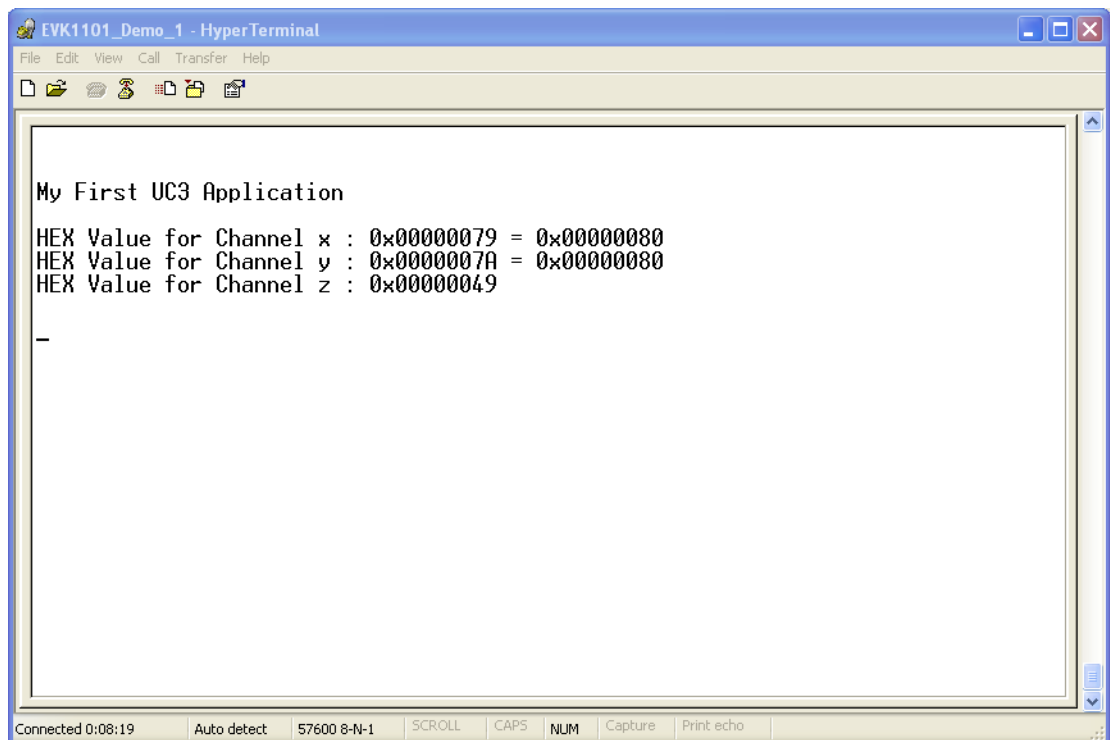 EVK1101_Demo_1 - HyperTerminal
File Edit View Call Transfer Help
My First UC3 Application
HEX Value for Channel x : 0x00000079 = 0x00000080
HEX Value for Channel y : 0x0000007A = 0x00000080
HEX Value for Channel z : 0x00000049
Connected 0:08:19 Auto detect 57600 8-N-1 SCROLL CAPS NUM Capture Print echo